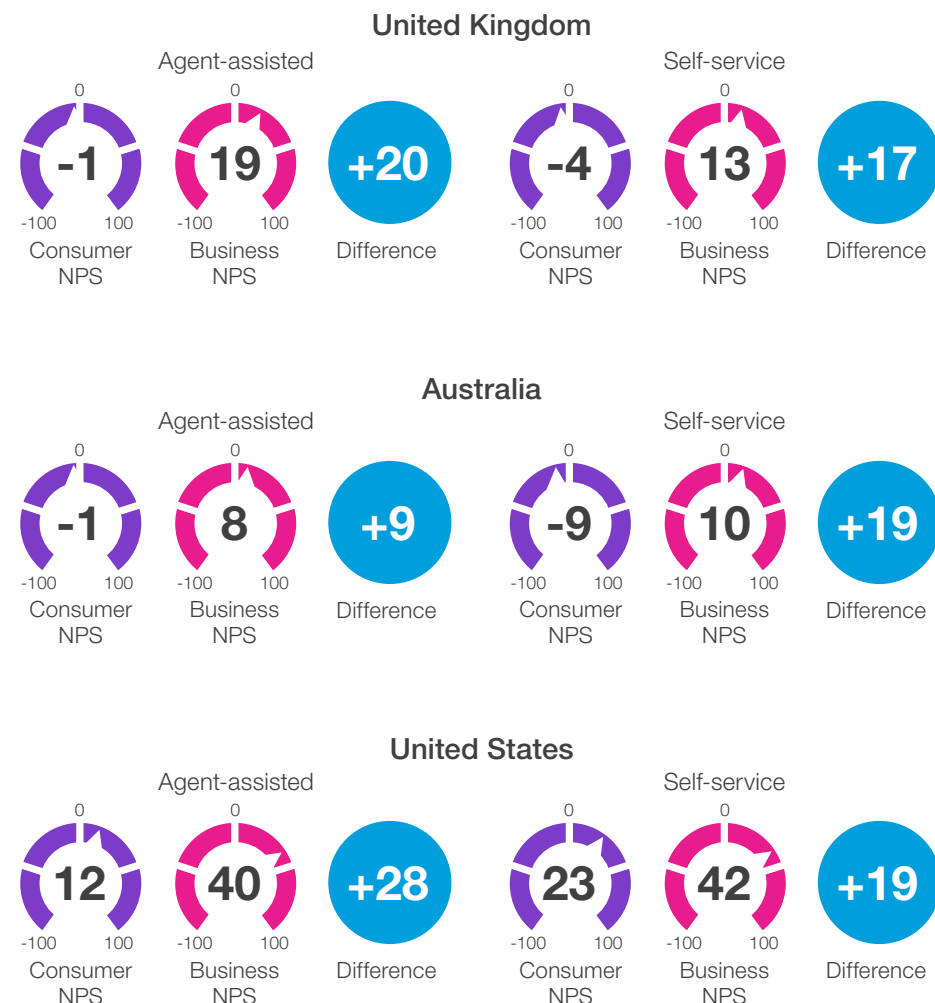 United Kingdom
Agent-assisted
0
-1
-100 100
Consumer
NPS
0
19
-100 100
Business
NPS
+20
Difference
Self-service
0
-4
-100 100
Consumer
NPS
0
13
-100 100
Business
NPS
+17
Difference
Australia
Agent-assisted
0
-1
-100 100
Consumer
NPS
0
8
-100 100
Business
NPS
+9
Difference
Self-service
0
-9
-100 100
Consumer
NPS
0
10
-100 100
Business
NPS
+19
Difference
United States
Agent-assisted
0
12
-100 100
Consumer
NPS
0
40
-100 100
Business
NPS
+28
Difference
Self-service
0
23
-100 100
Consumer
NPS
0
42
-100 100
Business
NPS
+19
Difference